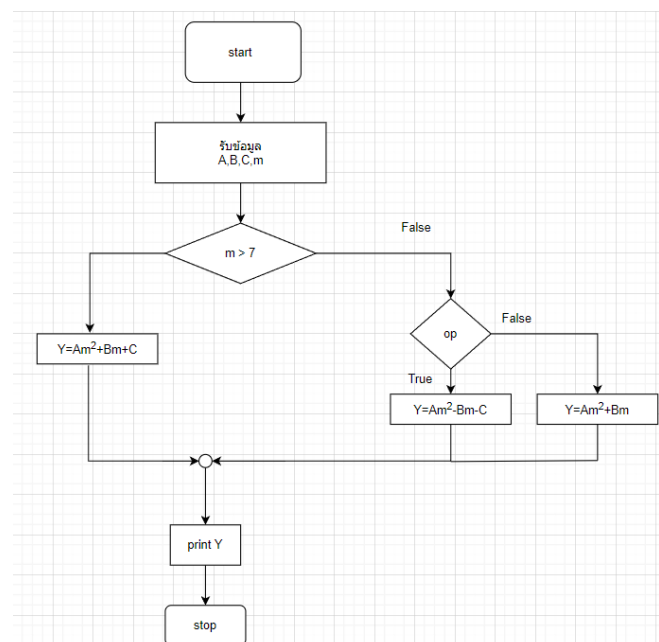 start
รับข้อมูล
A,B,C,m
m > 7
False
Y=Am²+Bm+C
op
False
True
Y=Am²-Bm-C
Y=Am²+Bm
print Y
stop